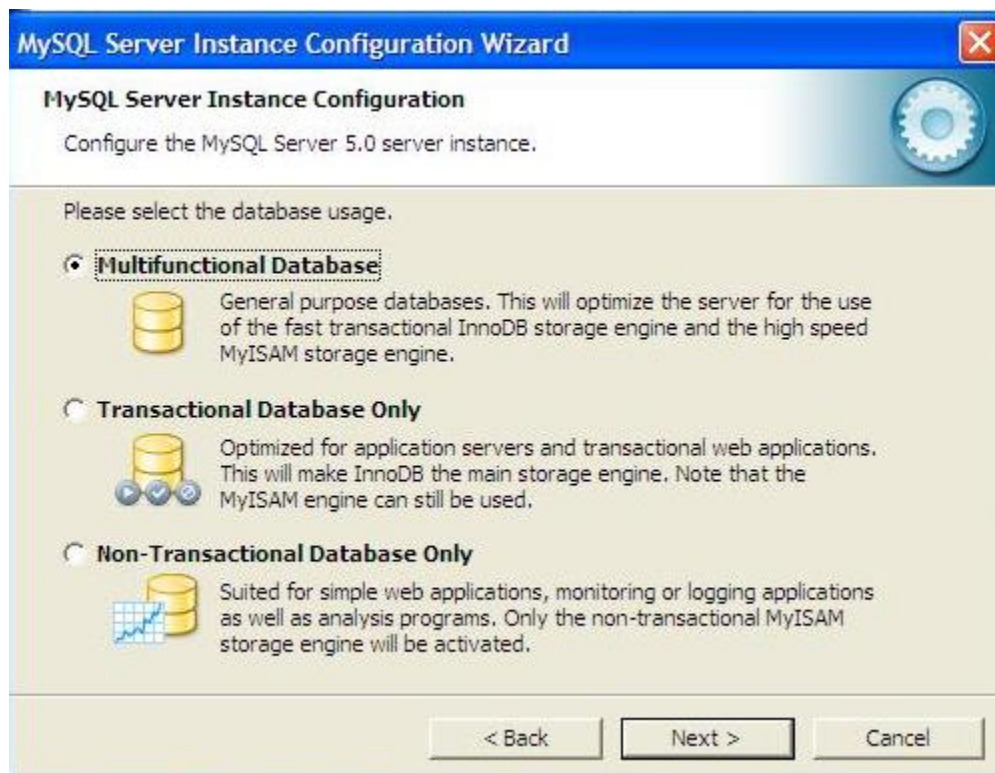 MySQL Server Instance Configuration Wizard
MySQL Server Instance Configuration
Configure the MySQL Server 5.0 server instance.
Please select the database usage.
Multifunctional Database
General purpose databases. This will optimize the server for the use
of the fast transactional InnoDB storage engine and the high speed
MyISAM storage engine.
Transactional Database Only
Optimized for application servers and transactional web applications.
This will make InnoDB the main storage engine. Note that the
MyISAM engine can still be used.
Non-Transactional Database Only
Suited for simple web applications, monitoring or logging applications
as well as analysis programs. Only the non-transactional MyISAM
storage engine will be activated.
< Back Next > Cancel